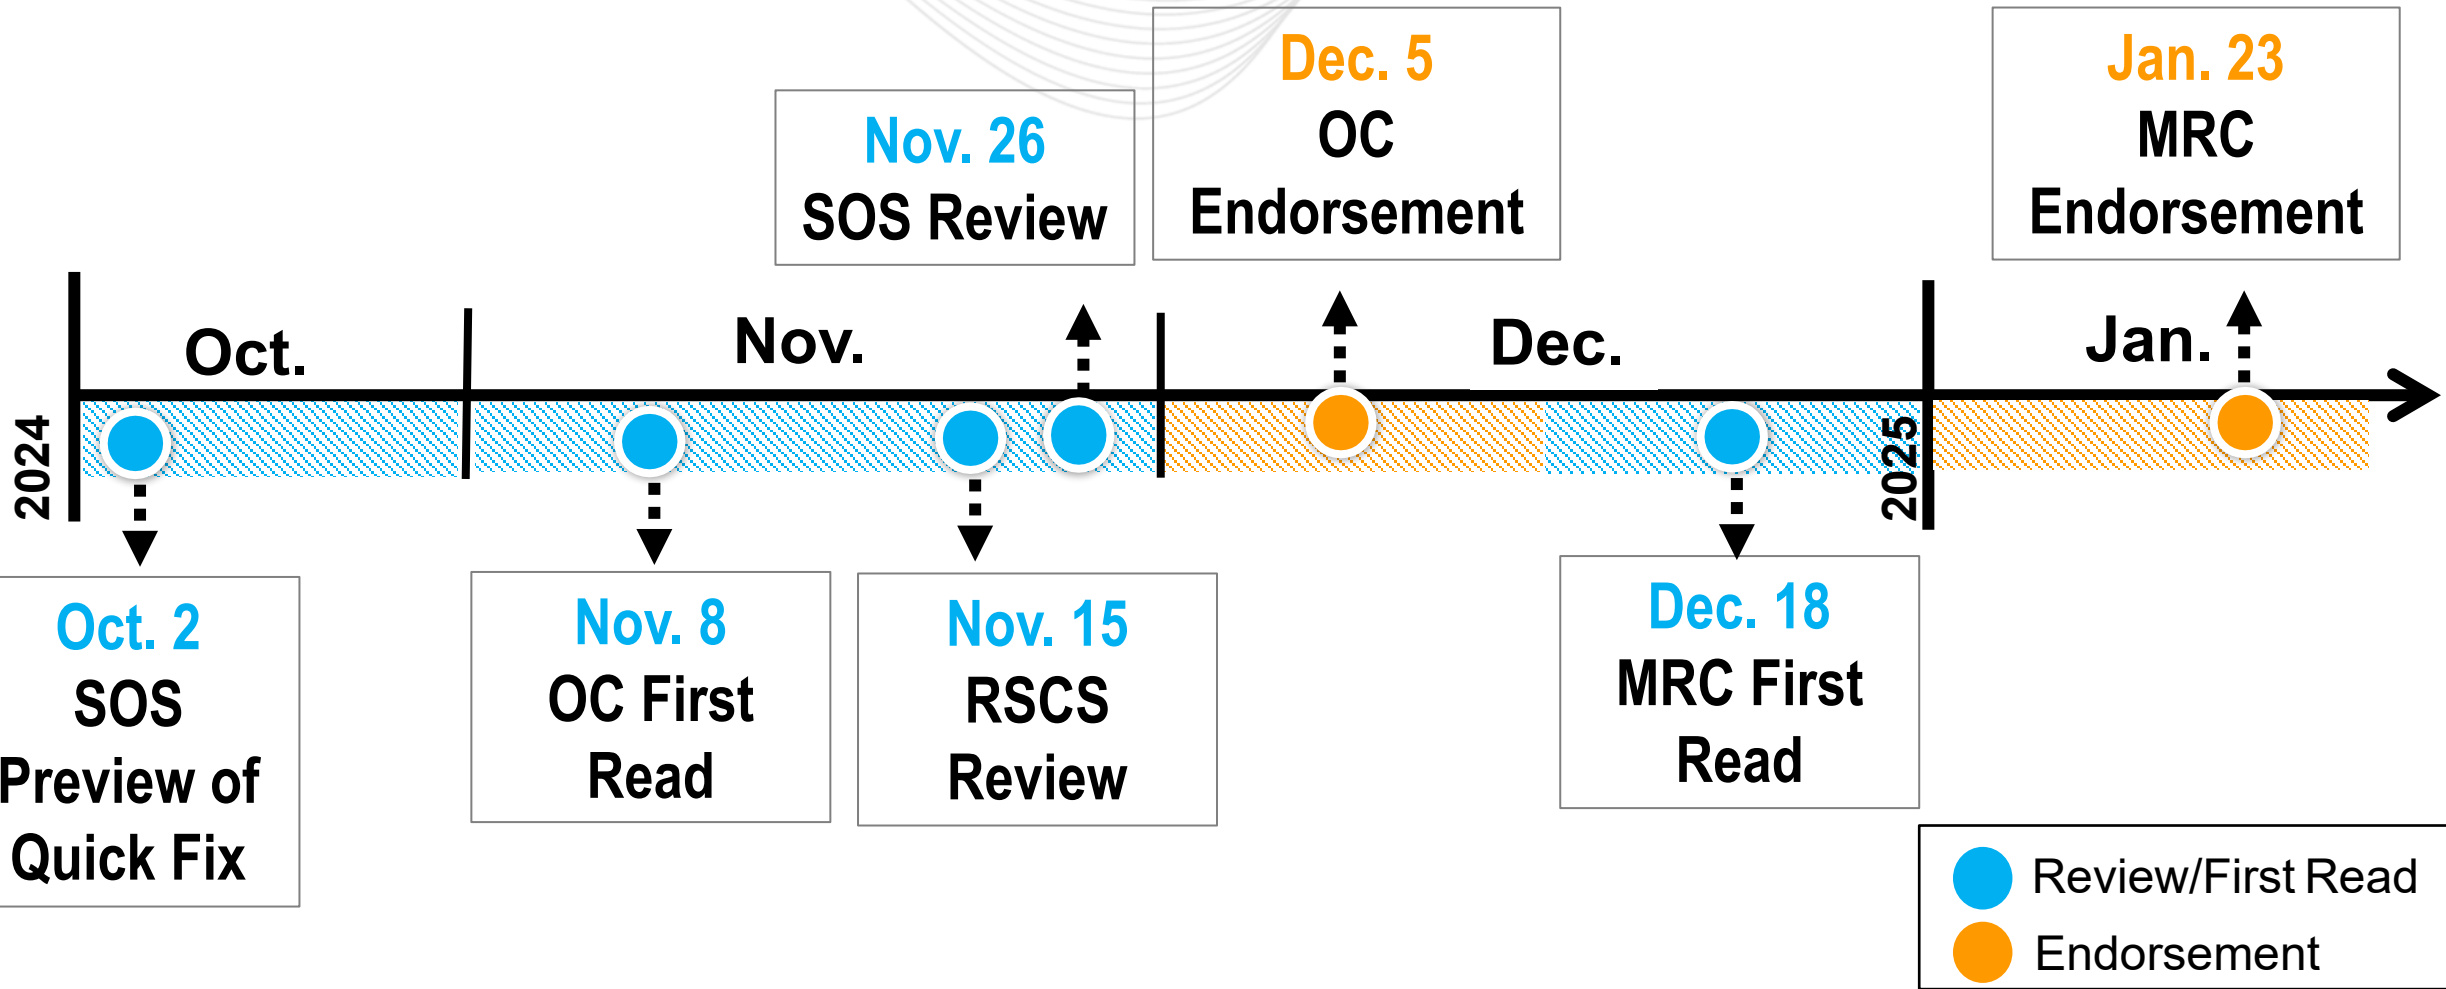 Dec. 5
OC
Endorsement
Jan. 23
MRC
Endorsement
Nov. 26
SOS Review
Oct.
Nov.
Dec.
Jan.
2024
2025
Oct. 2
SOS
Preview of
Quick Fix
Nov. 8
OC First
Read
Nov. 15
RSCS
Review
Dec. 18
MRC First
Read
Review/First Read
Endorsement